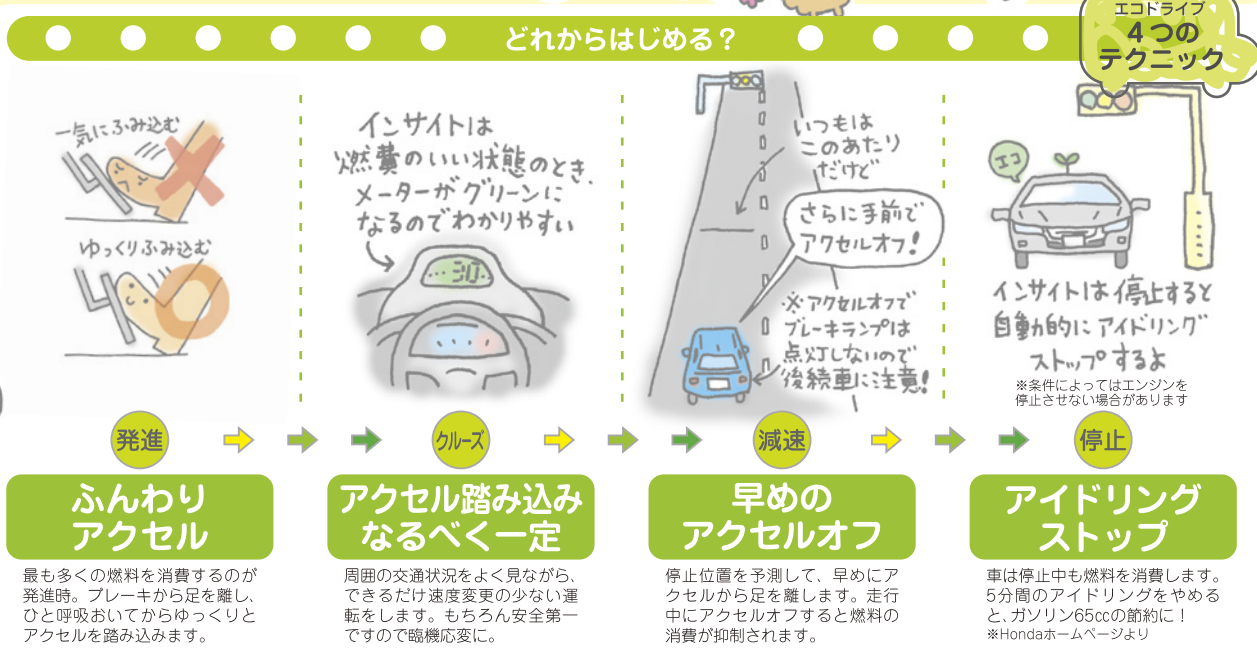 エコドライブ
4つの
テクニック
どれからはじめる？
一気にふみ込む
ゆっくりふみ込む
発進
ふんわり
アクセル
最も多くの燃料を消費するのが
発進時。ブレーキから足を離し、
ひと呼吸おいてからゆっくりと
アクセルを踏み込みます。
インサイトは
燃費のいい状態のとき、
メーターがグリーンに
なるのでわかりやすい
30
クルーズ
アクセル踏み込み
なるべく一定
周囲の交通状況をよく見ながら、
できるだけ速度変更の少ない運
転をします。もちろん安全第一
ですので臨機応変に。
いつもは
このあたり
だけど
さらに手前で
アクセルオフ！
※アクセルオフで
ブレーキランプは
点灯しないので
後続車に注意！
減速
早めの
アクセルオフ
停止位置を予測して、早めにア
クセルから足を離します。走行
中にアクセルオフすると燃料の
消費が抑制されます。
エコ
インサイトは停止すると
自動的にアイドリング
ストップするよ
※条件によってはエンジンを
停止させない場合があります
停止
アイドリング
ストップ
車は停止中も燃料を消費します。
5分間のアイドリングをやめる
と、ガソリン65ccの節約に！
※Hondaホームページより